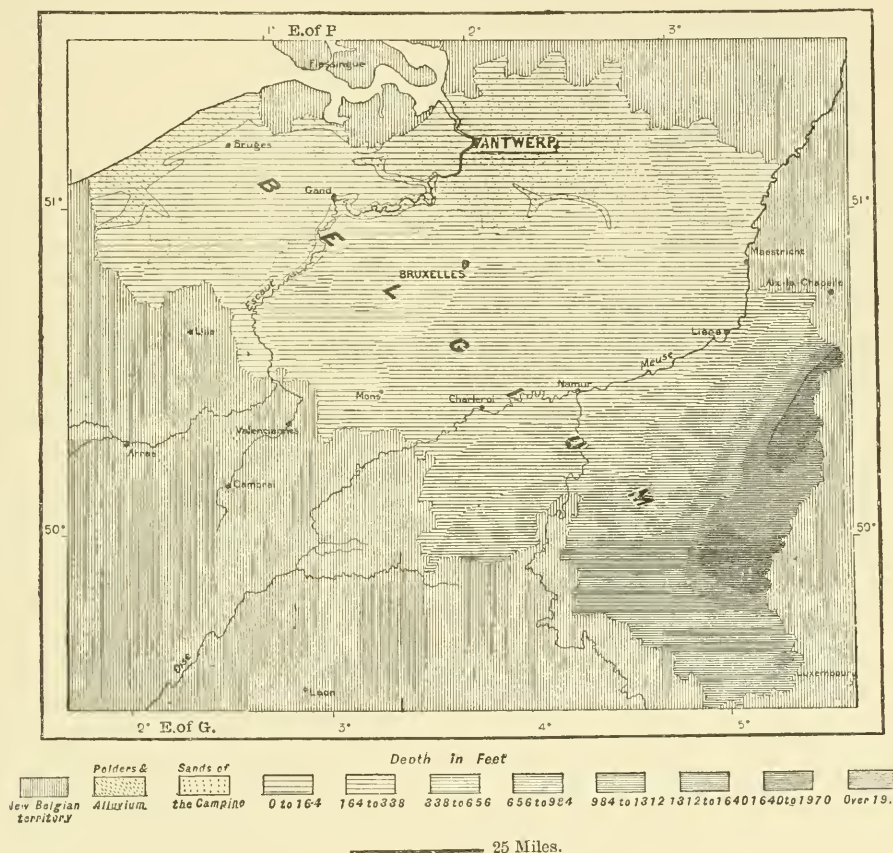 1° E. of P 2° 3°
Flessingue
Bruges
ANTWERP
Gand
51° 51°
Maestricht
BRUXELLES
Aix-la-Chapelle
Escaut
Lille
Liege
Meuse
Namur
Mons
Charleroi
BELGIUM
Valenciennes
Arras
Cambrai
50° 50°
Oise
Luxembourg
Laon
2° E. of G. 3° 4° 5°
Depth in Feet
Polders & Sands of
Alluvium. the Campine 0 to 164 164 to 338 338 to 656 656 to 984 984 to 1312 1312 to 1640 1640 to 1970 Over 19.
Belgian
territory
25 Miles.